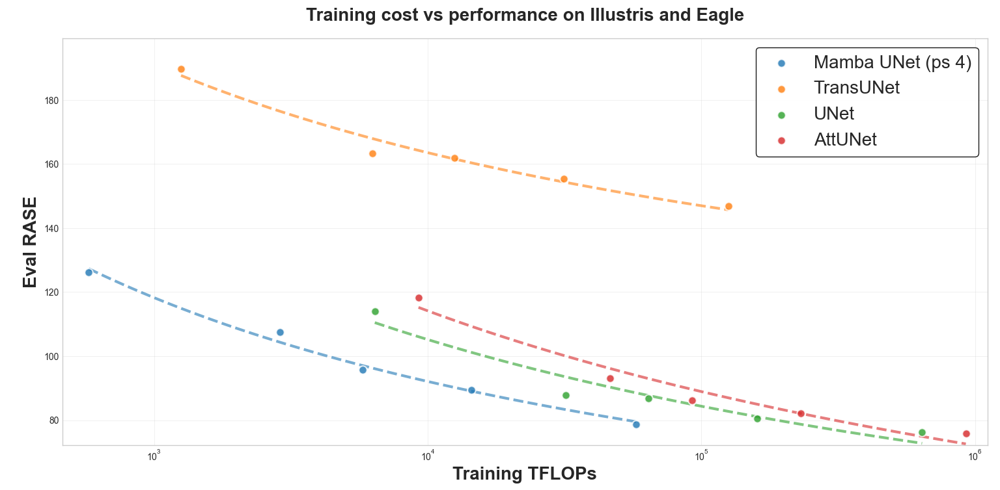 Training cost vs performance on Illustris and Eagle
Mamba UNet (ps 4)
TransUNet
UNet
AttUNet
Eval RASE
180
160
140
120
100
80
10³
10⁴
10⁵
10⁶
Training TFLOPs